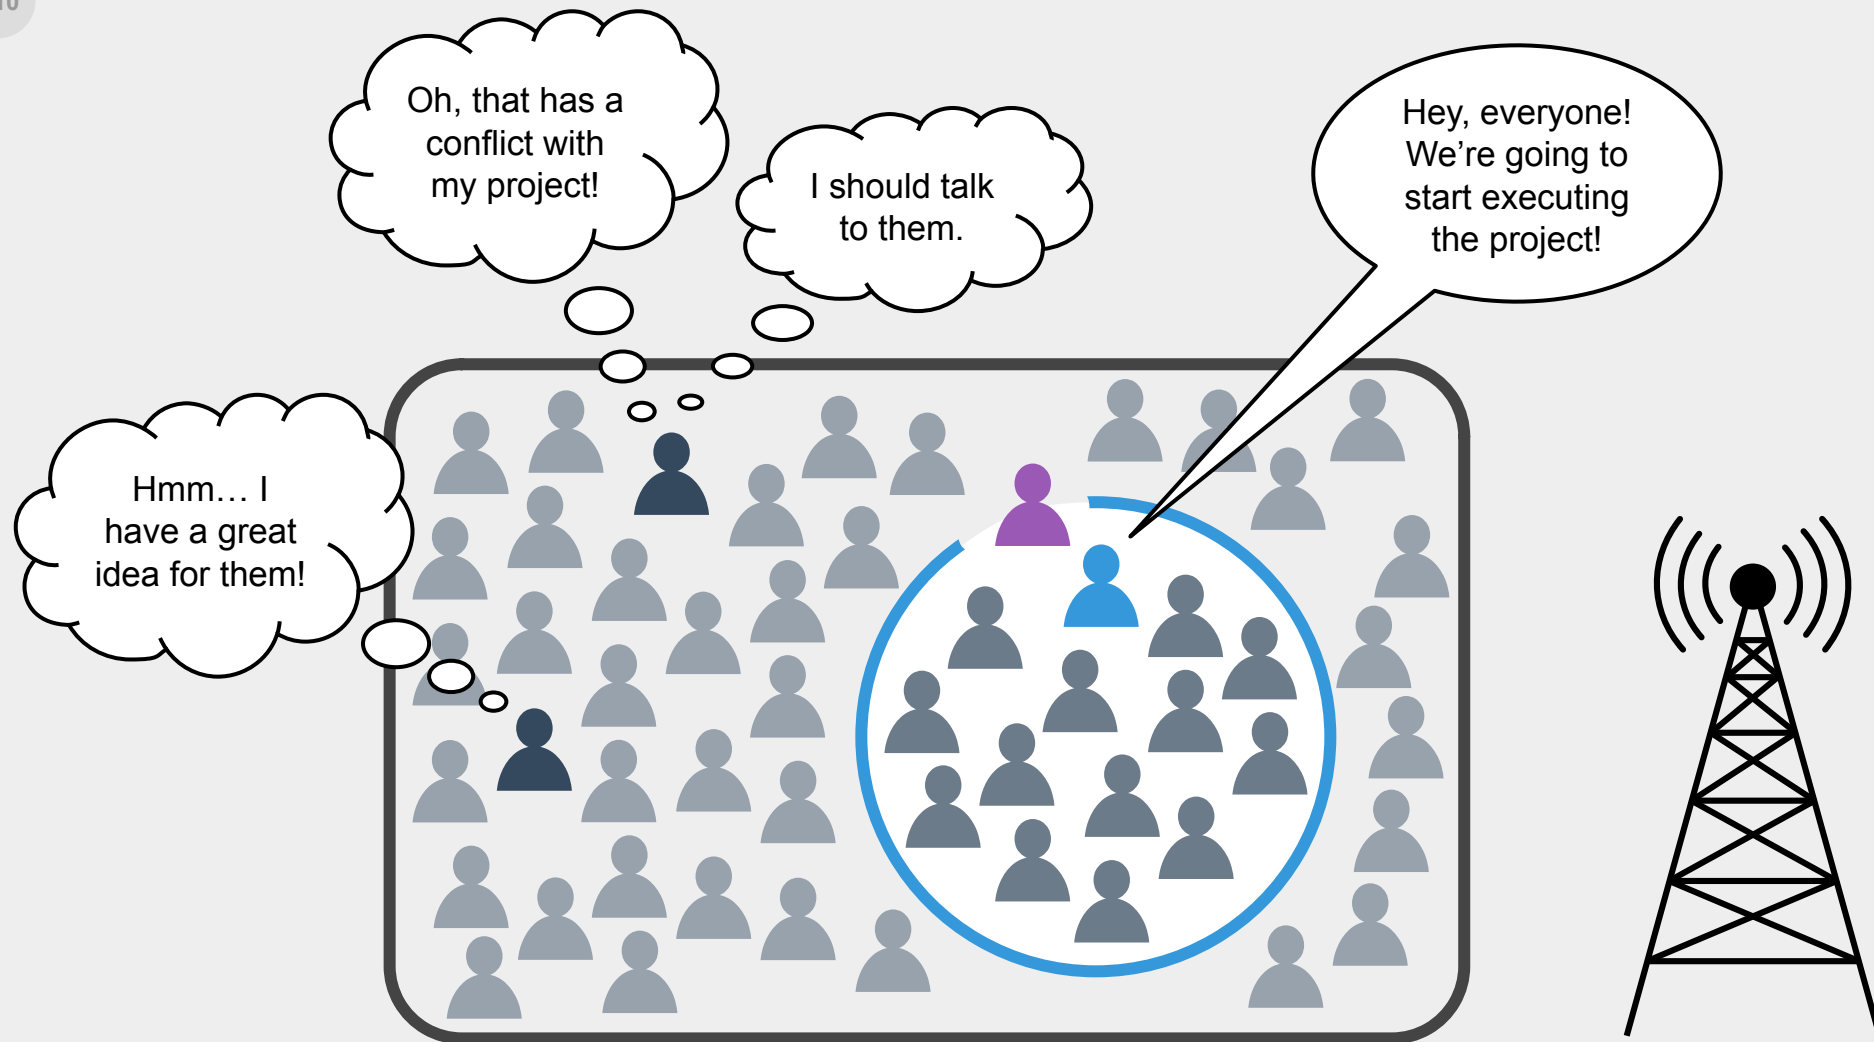 Oh, that has a
conflict with
my project!
I should talk
to them.
Hey, everyone!
We’re going to
start executing
the project!
Hmm… I
have a great
idea for them!